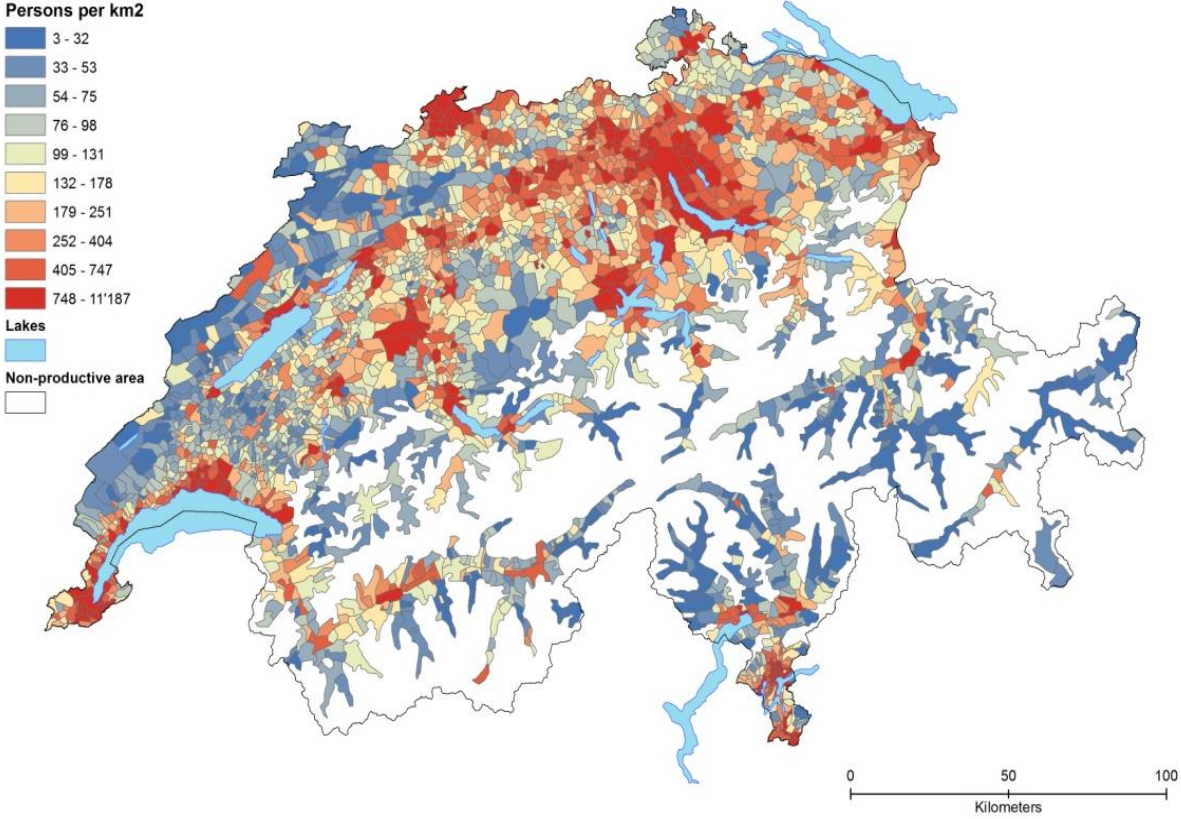 Persons per km2
3 - 32
33 - 53
54 - 75
76 - 98
99 - 131
132 - 178
179 - 251
252 - 404
405 - 747
748 - 11'187
Lakes
Non-productive area
0 50 100
Kilometers